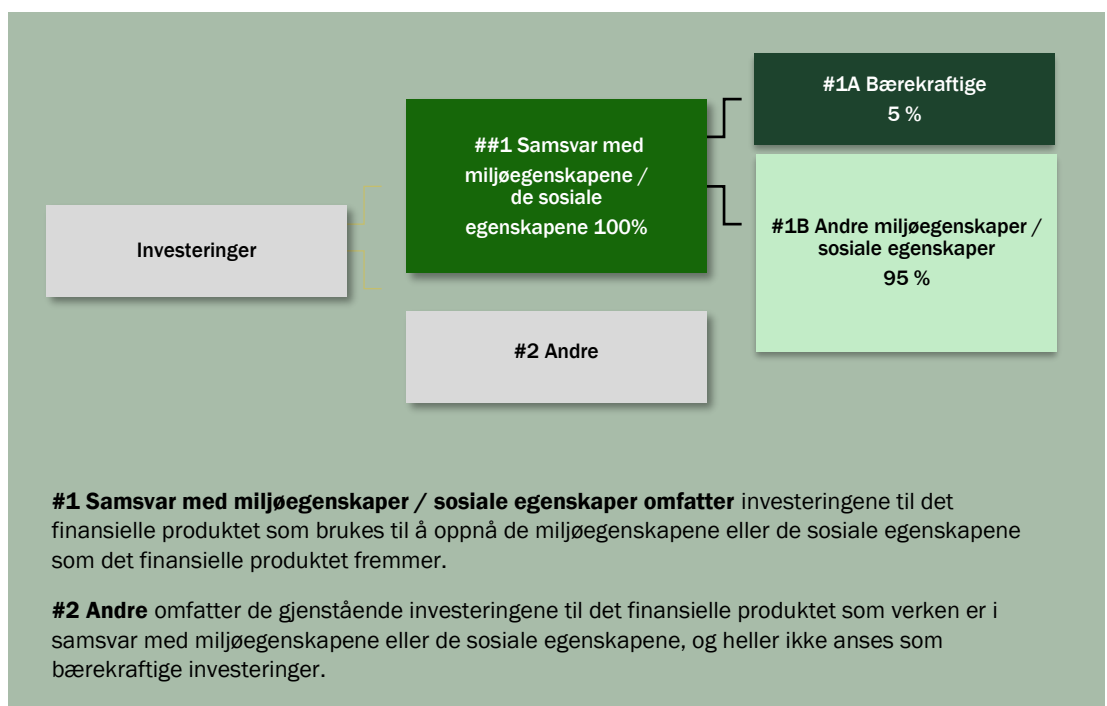 #1A Bærekraftige
5 %
##1 Samsvar med
miljøegenskapene /
de sosiale
egenskapene 100%
#1B Andre miljøegenskaper /
sosiale egenskaper
95 %
Investeringer
#2 Andre
#1 Samsvar med miljøegenskaper / sosiale egenskaper omfatter investeringene til det
finansielle produktet som brukes til å oppnå de miljøegenskapene eller de sosiale egenskapene
som det finansielle produktet fremmer.
#2 Andre omfatter de gjenstående investeringene til det finansielle produktet som verken er i
samsvar med miljøegenskapene eller de sosiale egenskapene, og heller ikke anses som
bærekraftige investeringer.